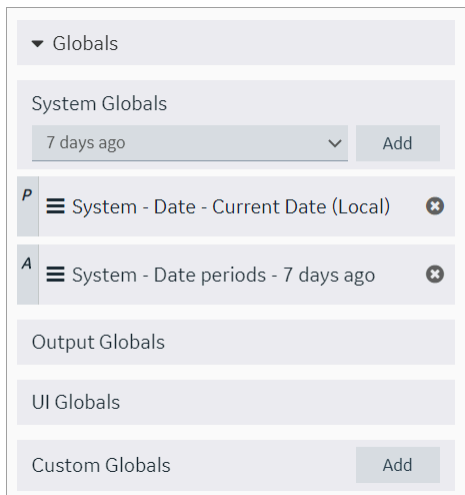 Globals
System Globals
7 days ago
Add
P
System - Date - Current Date (Local)
A
System - Date periods - 7 days ago
Output Globals
UI Globals
Custom Globals
Add